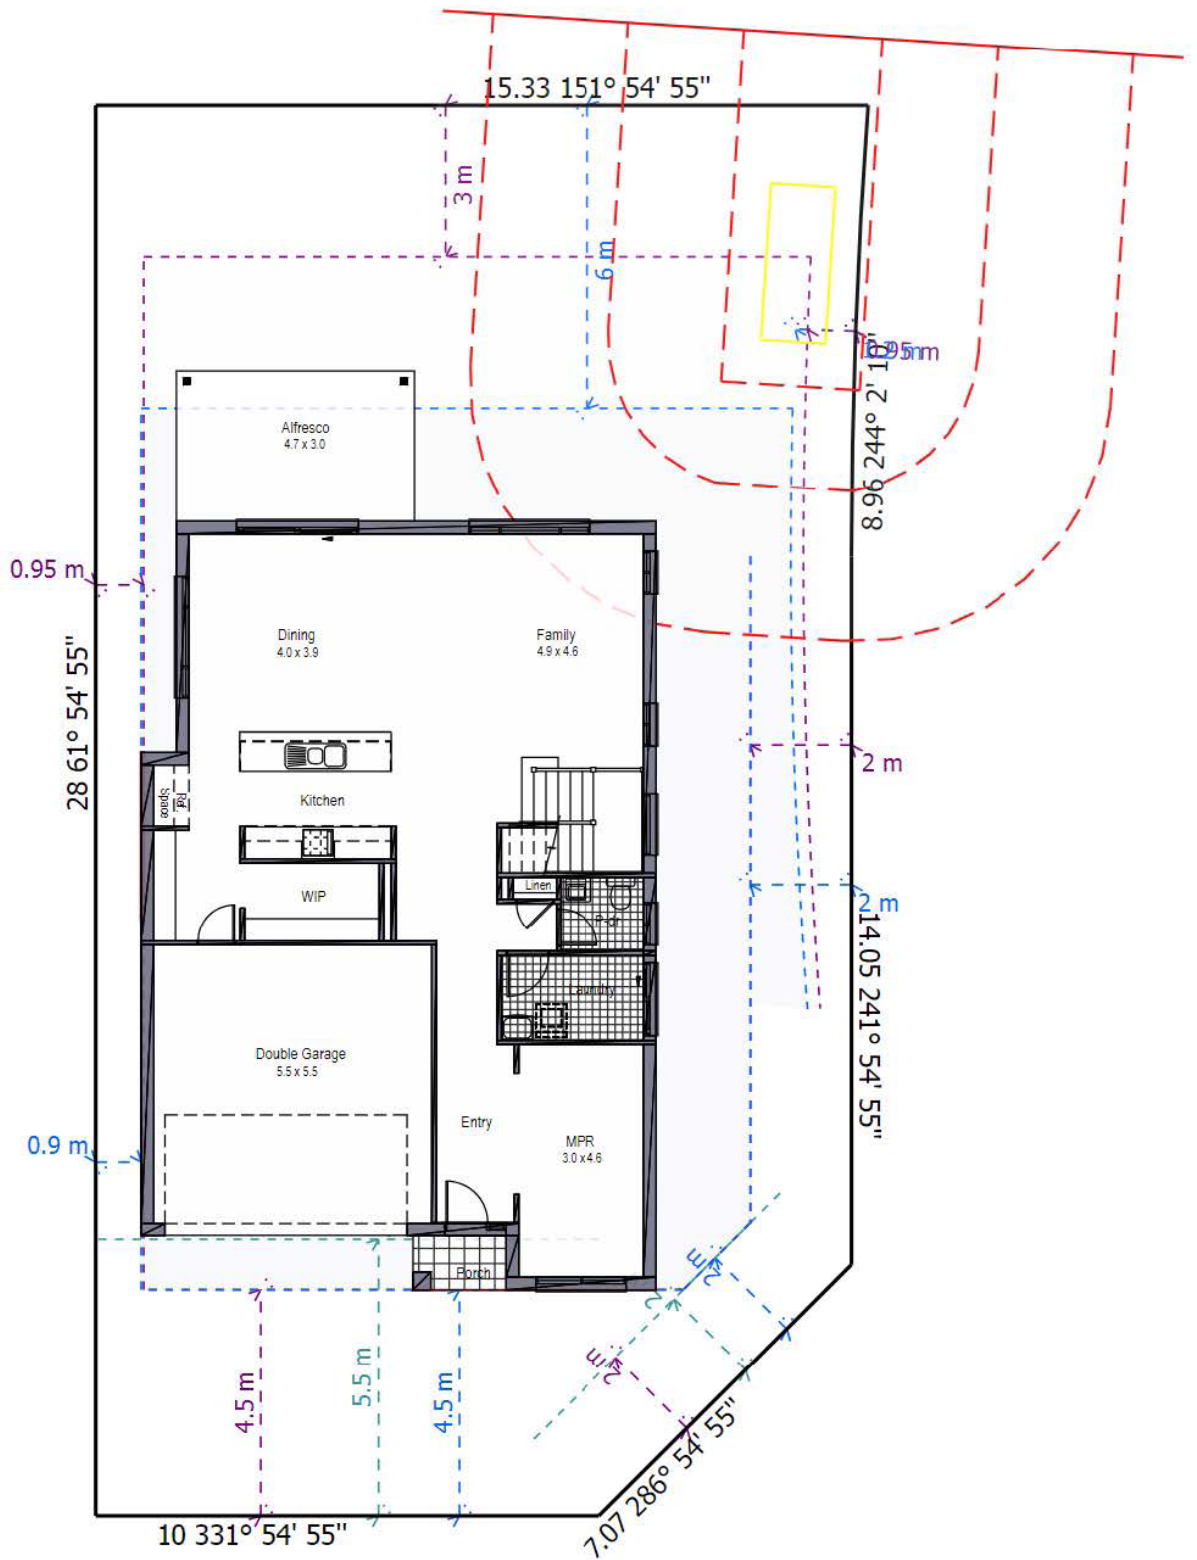 15.33 151° 54' 55"
3 m
6 m
0.95 m
8.96 244° 2' 10"
Alfresco
4.7 x 3.0
0.95 m
Dining
4.0 x 3.9
Family
4.9 x 4.6
28 61° 54' 55"
2 m
Ref.
Space
Kitchen
WIP
Linen
P-dr
2 m
14.05 241° 54' 55"
Laundry
Double Garage
5.5 x 5.5
Entry
MPR
3.0 x 4.6
0.9 m
Porch
2 m
2
2 m
4.5 m
5.5 m
4.5 m
10 331° 54' 55"
7.07 286° 54' 55"